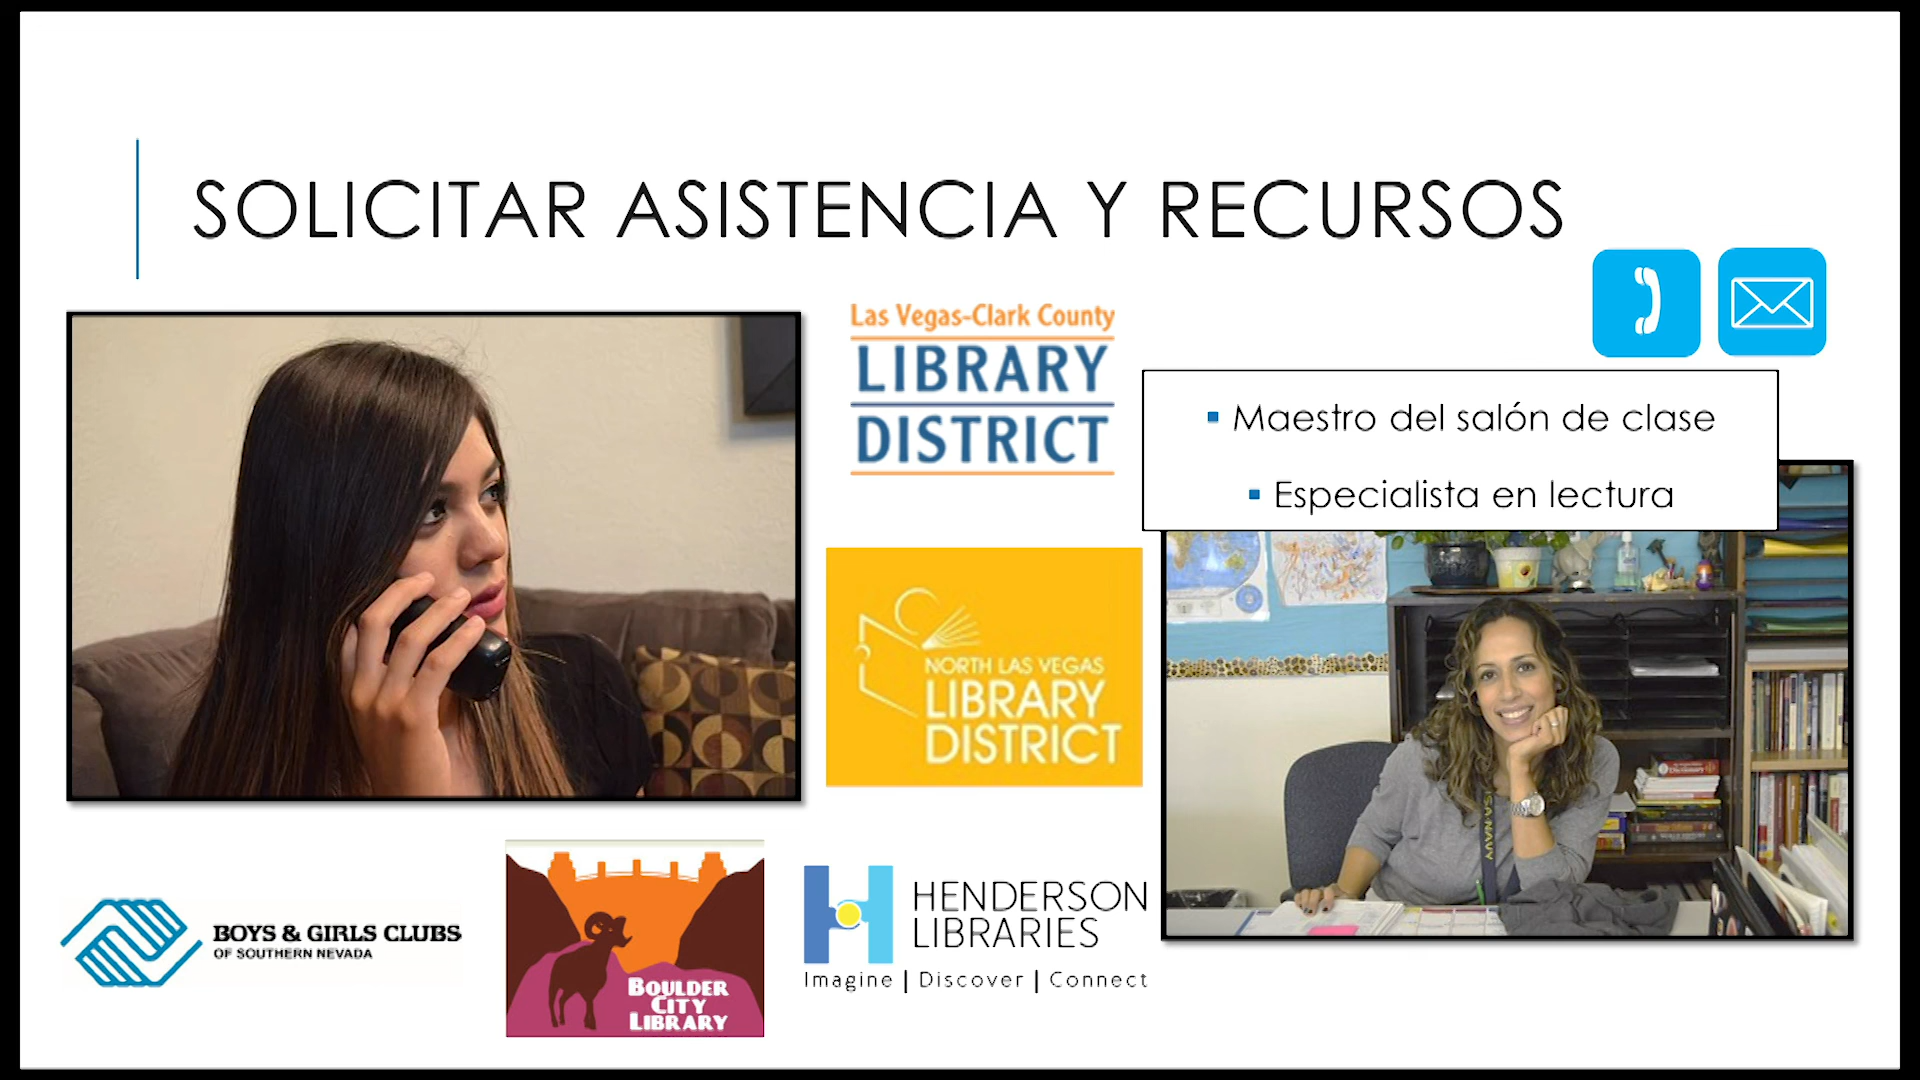 SOLICITAR ASISTENCIA Y RECURSOS
Las Vegas-Clark County
LIBRARY
DISTRICT
Maestro del salón de clase
Especialista en lectura
NORTH LAS VEGAS
LIBRARY
DISTRICT
BOYS & GIRLS CLUBS
OF SOUTHERN NEVADA
BOULDER
CITY
LIBRARY
HENDERSON
LIBRARIES
Imagine | Discover | Connect